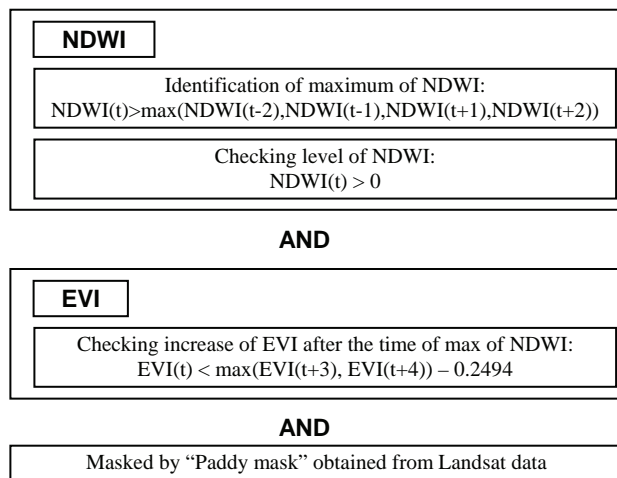 NDWI
Identification of maximum of NDWI:
NDWI(t)>max(NDWI(t-2),NDWI(t-1),NDWI(t+1),NDWI(t+2))
Checking level of NDWI:
NDWI(t) > 0
AND
EVI
Checking increase of EVI after the time of max of NDWI:
EVI(t) < max(EVI(t+3), EVI(t+4)) – 0.2494
AND
Masked by “Paddy mask” obtained from Landsat data